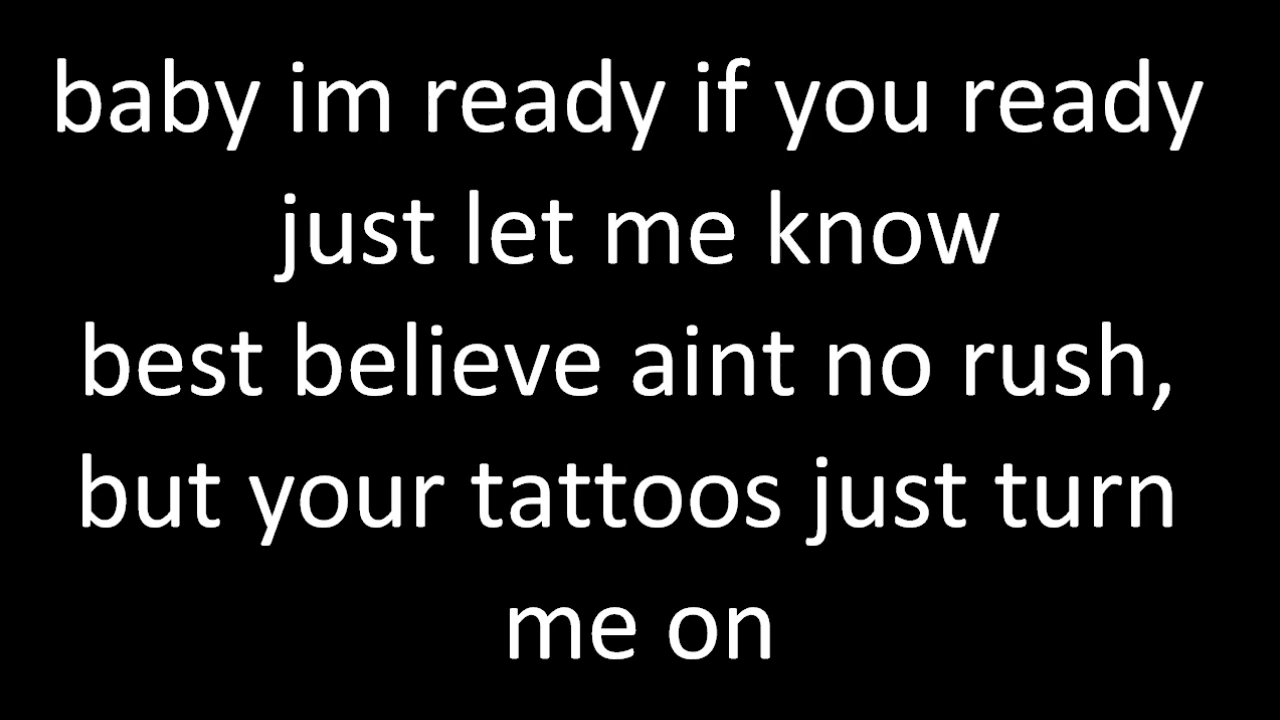 baby im ready if you ready
just let me know
best believe aint no rush,
but your tattoos just turn
me on